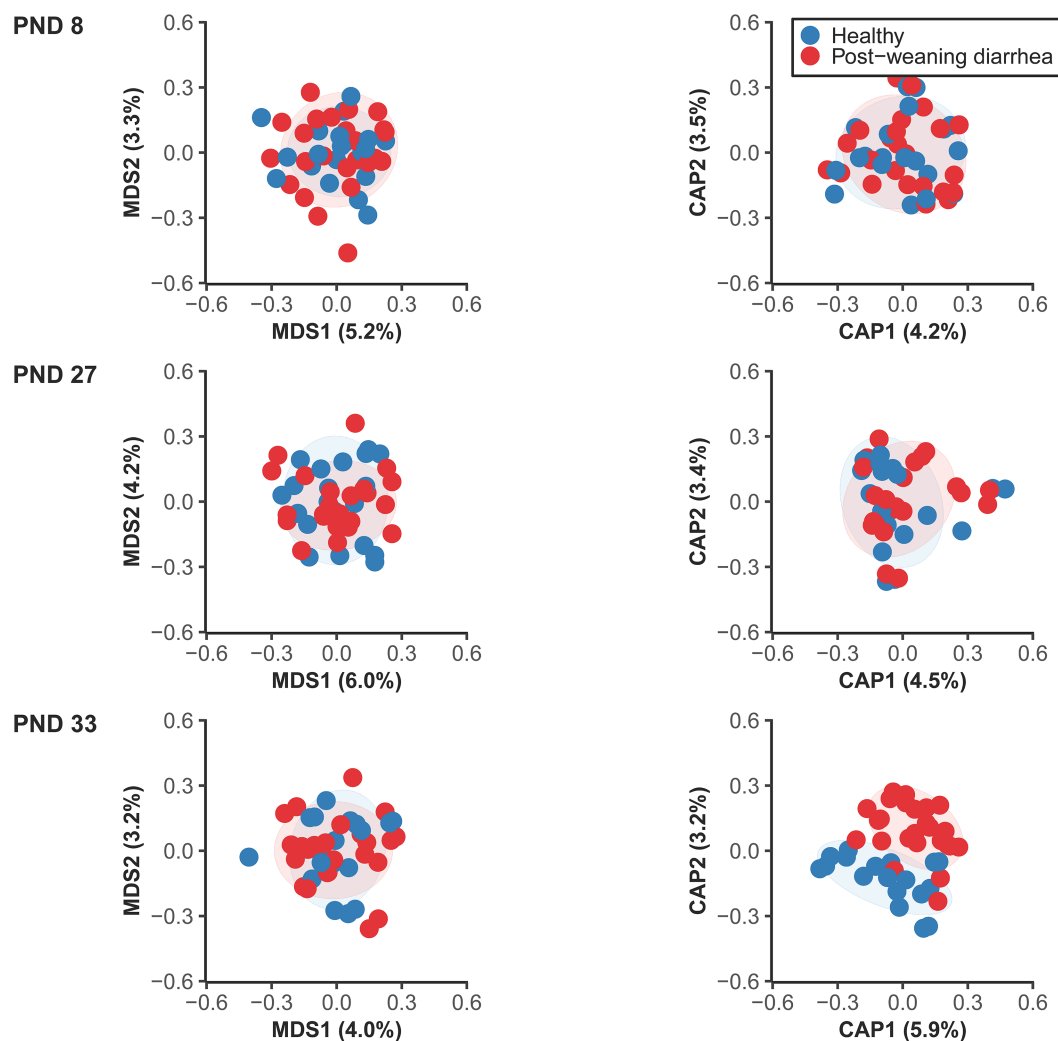 PND 8
0.6
0.3
0.0
−0.3
−0.6
MDS2 (3.3%)
−0.6 −0.3 0.0 0.3 0.6
MDS1 (5.2%)
0.6
0.3
0.0
−0.3
−0.6
CAP2 (3.5%)
−0.6 −0.3 0.0 0.3 0.6
CAP1 (4.2%)
Healthy
Post−weaning diarrhea
PND 27
0.6
0.3
0.0
−0.3
−0.6
MDS2 (4.2%)
−0.6 −0.3 0.0 0.3 0.6
MDS1 (6.0%)
0.6
0.3
0.0
−0.3
−0.6
CAP2 (3.4%)
−0.6 −0.3 0.0 0.3 0.6
CAP1 (4.5%)
PND 33
0.6
0.3
0.0
−0.3
−0.6
MDS2 (3.2%)
−0.6 −0.3 0.0 0.3 0.6
MDS1 (4.0%)
0.6
0.3
0.0
−0.3
−0.6
CAP2 (3.2%)
−0.6 −0.3 0.0 0.3 0.6
CAP1 (5.9%)